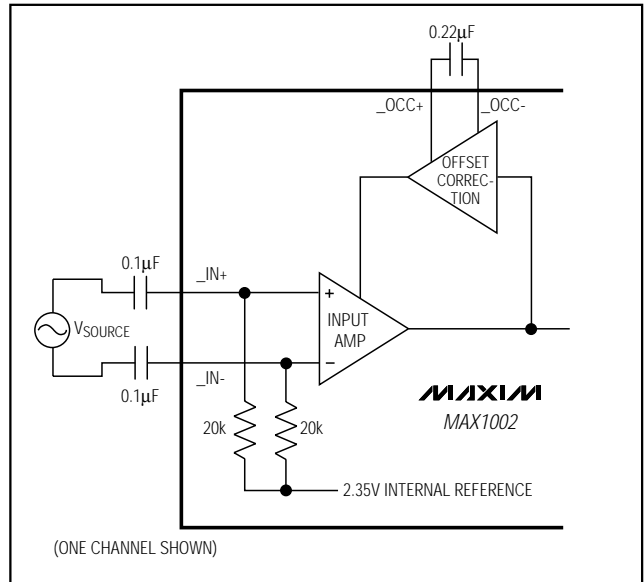 0.22µF
_OCC+
_OCC-
OFFSET
CORREC-
TION
0.1µF
_IN+
+
INPUT
AMP
VSOURCE
−
_IN-
0.1µF
MAXIM
MAX1002
20k
20k
2.35V INTERNAL REFERENCE
(ONE CHANNEL SHOWN)